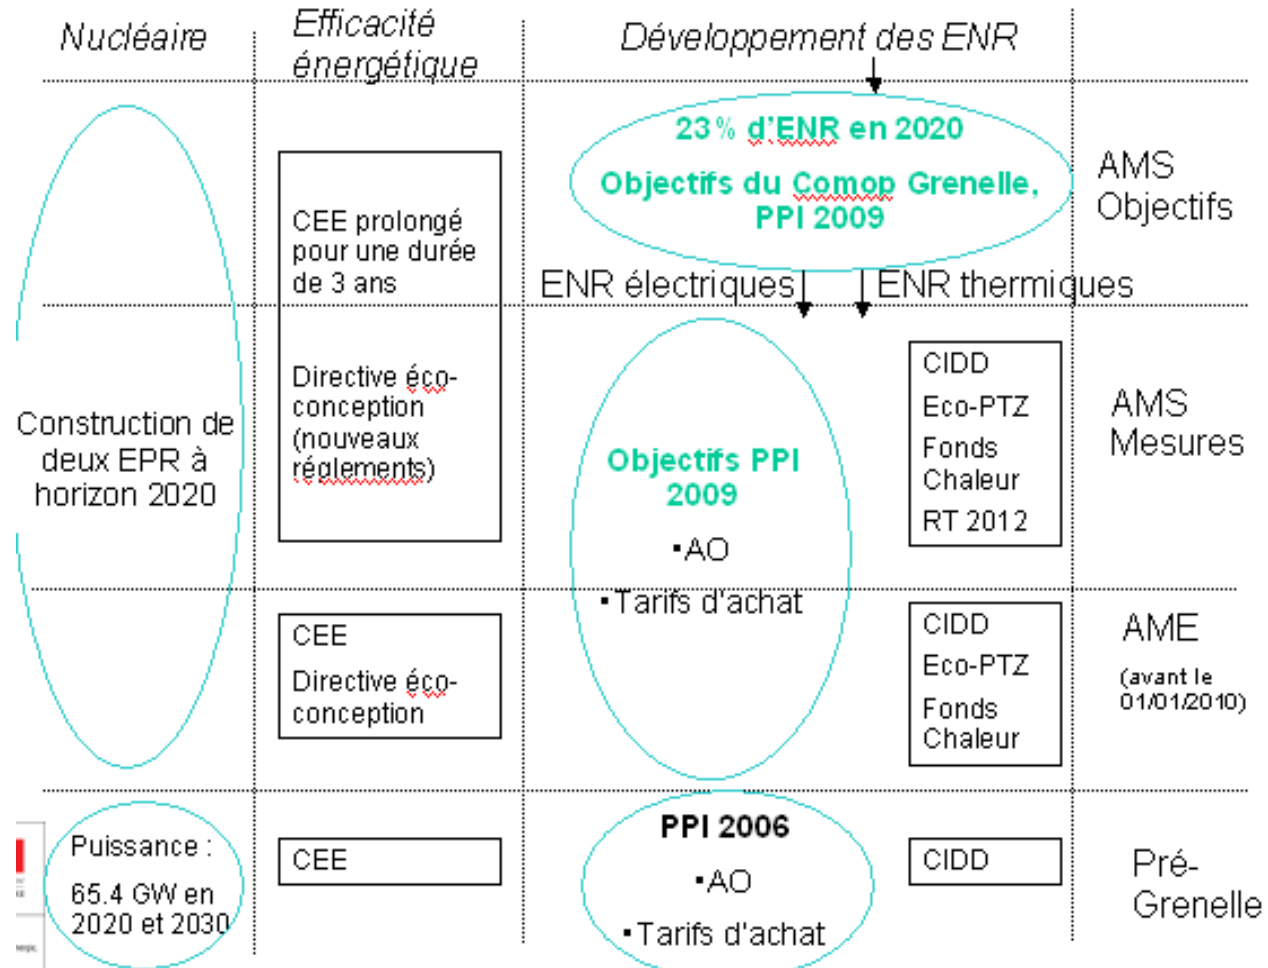 Nucléaire
Efficacité
énergétique
Développement des ENR
23% d'ENR en 2020
Objectifs du Comop Grenelle,
PPI 2009
AMS
Objectifs
CEE prolongé
pour une durée
de 3 ans
ENR électriques
ENR thermiques
Construction de
deux EPR à
horizon 2020
Directive éco-
conception
(nouveaux
réglements)
Objectifs PPI
2009
▪AO
▪Tarifs d'achat
CIDD
Eco-PTZ
Fonds
Chaleur
RT 2012
AMS
Mesures
CEE
Directive éco-
conception
CIDD
Eco-PTZ
Fonds
Chaleur
AME
(avant le
01/01/2010)
Puissance :
65.4 GW en
2020 et 2030
CEE
PPI 2006
▪AO
▪Tarifs d'achat
CIDD
Pré-
Grenelle